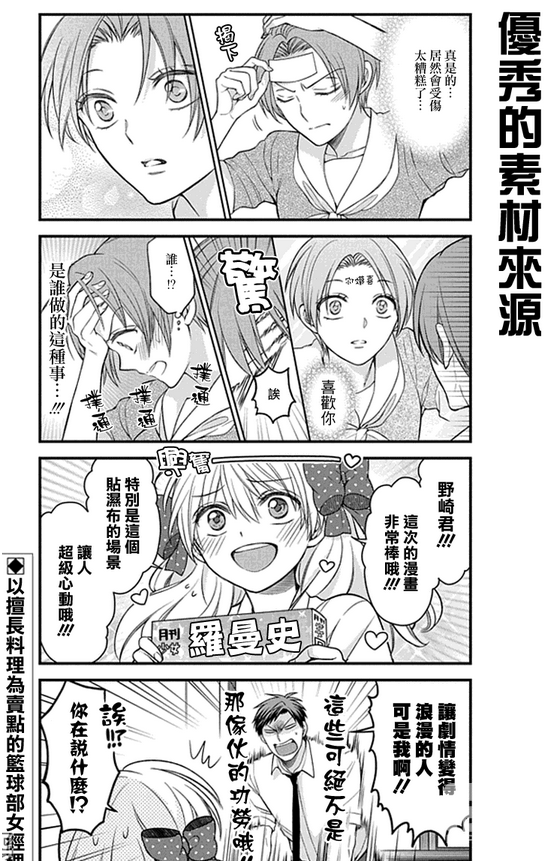 優秀的素材來源
真是的…
居然會受傷
太糟糕了…
揭下
喜歡你
誒
驚
誰…!?
撲通
撲通
撲通
撲通
是誰做的這種事…!!!
野崎君!!!
這次的漫畫
非常棒哦!!!
興奮
特別是這個
貼濕布的場景
讓人
超級心動哦!!!
月刊
少女
羅曼史
讓劇情變得
浪漫的人
可是我啊!!
這些可絕不是
那傢伙的功勞哦!!
誒!!?
你在說什麼!?
◆以擅長料理為賣點的籃球部女經理